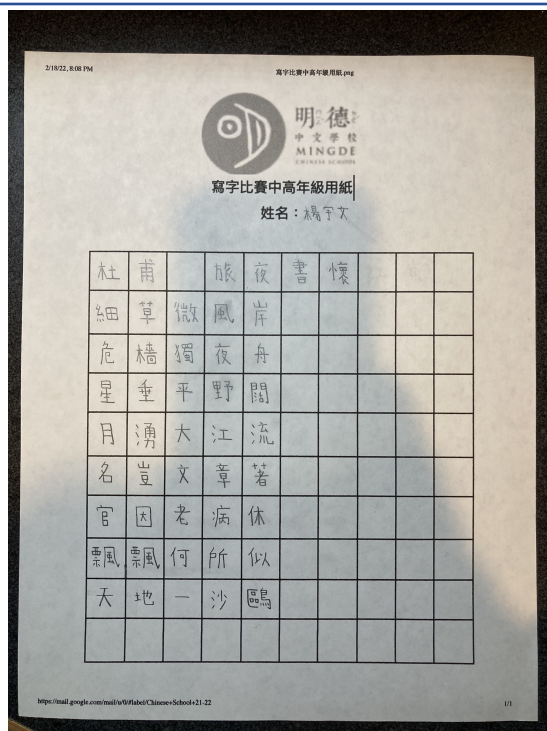 2/18/22, 8:08 PM
寫字比賽中高年級用紙.png
明德
中文學校
MINGDE
CHINESE SCHOOL
寫字比賽中高年級用紙
姓名：楊宇文
杜甫 旅夜書懷
細草微風岸
危檣獨夜舟
星垂平野闊
月湧大江流
名豈文章著
官因老病休
飄飄何所似
天地一沙鷗
https://mail.google.com/mail/u/0/#label/Chinese+School+21-22
1/1